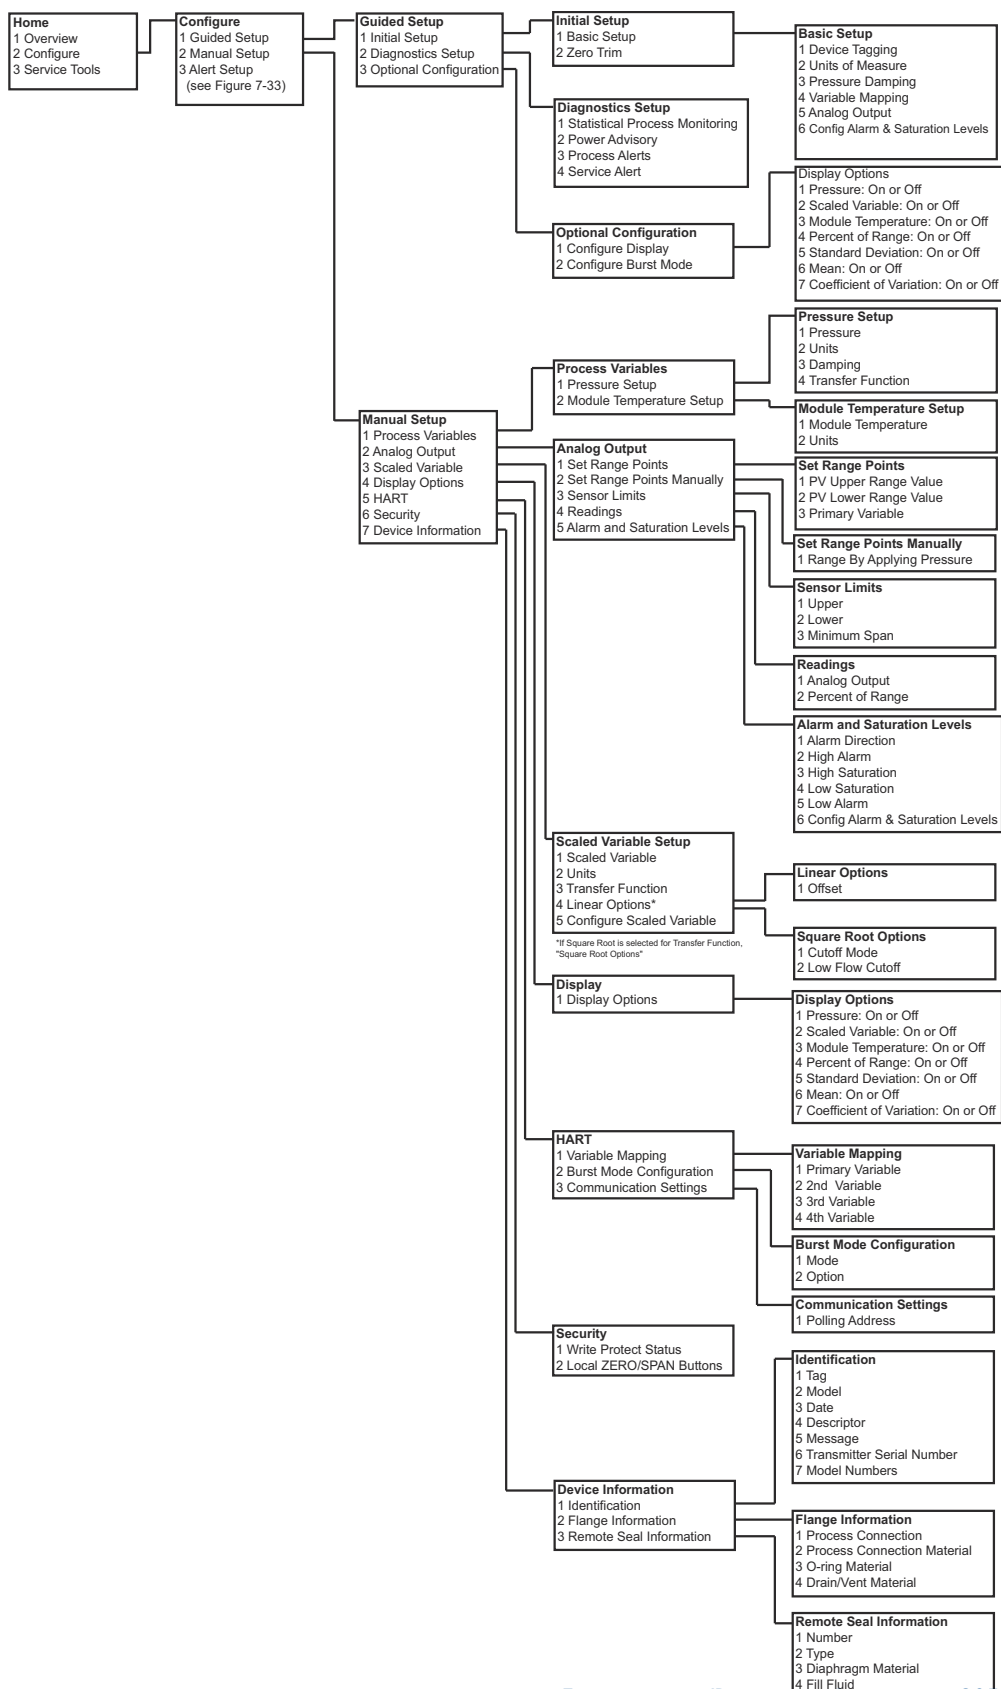 Home
1 Overview
2 Configure
3 Service Tools
Configure
1 Guided Setup
2 Manual Setup
3 Alert Setup
(see Figure 7-33)
Guided Setup
1 Initial Setup
2 Diagnostics Setup
3 Optional Configuration
Initial Setup
1 Basic Setup
2 Zero Trim
Basic Setup
1 Device Tagging
2 Units of Measure
3 Pressure Damping
4 Variable Mapping
5 Analog Output
6 Config Alarm & Saturation Levels
Diagnostics Setup
1 Statistical Process Monitoring
2 Power Advisory
3 Process Alerts
4 Service Alert
Optional Configuration
1 Configure Display
2 Configure Burst Mode
Display Options
1 Pressure: On or Off
2 Scaled Variable: On or Off
3 Module Temperature: On or Off
4 Percent of Range: On or Off
5 Standard Deviation: On or Off
6 Mean: On or Off
7 Coefficient of Variation: On or Off
Manual Setup
1 Process Variables
2 Analog Output
3 Scaled Variable
4 Display Options
5 HART
6 Security
7 Device Information
Process Variables
1 Pressure Setup
2 Module Temperature Setup
Pressure Setup
1 Pressure
2 Units
3 Damping
4 Transfer Function
Module Temperature Setup
1 Module Temperature
2 Units
Analog Output
1 Set Range Points
2 Set Range Points Manually
3 Sensor Limits
4 Readings
5 Alarm and Saturation Levels
Set Range Points
1 PV Upper Range Value
2 PV Lower Range Value
3 Primary Variable
Set Range Points Manually
1 Range By Applying Pressure
Sensor Limits
1 Upper
2 Lower
3 Minimum Span
Readings
1 Analog Output
2 Percent of Range
Alarm and Saturation Levels
1 Alarm Direction
2 High Alarm
3 High Saturation
4 Low Saturation
5 Low Alarm
6 Config Alarm & Saturation Levels
Scaled Variable Setup
1 Scaled Variable
2 Units
3 Transfer Function
4 Linear Options*
5 Configure Scaled Variable
*If Square Root is selected for Transfer Function,
"Square Root Options"
Linear Options
1 Offset
Square Root Options
1 Cutoff Mode
2 Low Flow Cutoff
Display
1 Display Options
Display Options
1 Pressure: On or Off
2 Scaled Variable: On or Off
3 Module Temperature: On or Off
4 Percent of Range: On or Off
5 Standard Deviation: On or Off
6 Mean: On or Off
7 Coefficient of Variation: On or Off
HART
1 Variable Mapping
2 Burst Mode Configuration
3 Communication Settings
Variable Mapping
1 Primary Variable
2 2nd Variable
3 3rd Variable
4 4th Variable
Burst Mode Configuration
1 Mode
2 Option
Communication Settings
1 Polling Address
Security
1 Write Protect Status
2 Local ZERO/SPAN Buttons
Device Information
1 Identification
2 Flange Information
3 Remote Seal Information
Identification
1 Tag
2 Model
3 Date
4 Descriptor
5 Message
6 Transmitter Serial Number
7 Model Numbers
Flange Information
1 Process Connection
2 Process Connection Material
3 O-ring Material
4 Drain/Vent Material
Remote Seal Information
1 Number
2 Type
3 Diaphragm Material
4 Fill Fluid